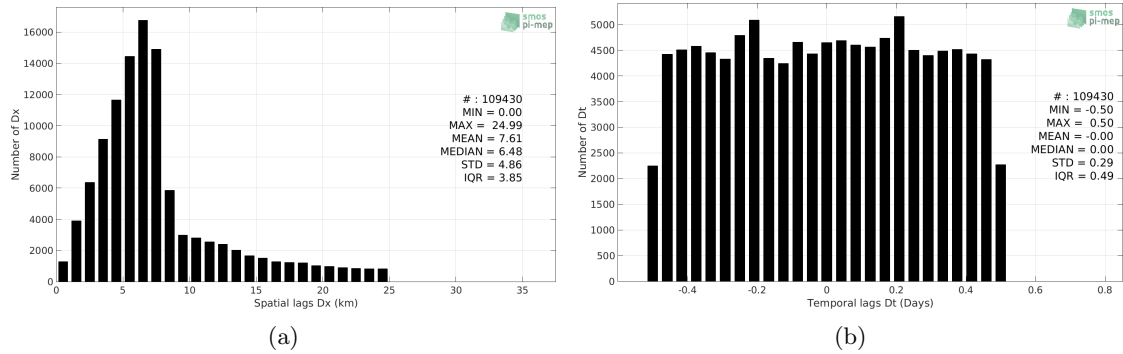 smos
pi-mep
16000
14000
12000
10000
8000
6000
4000
2000
0
Number of Dx
# : 109430
MIN = 0.00
MAX = 24.99
MEAN = 7.61
MEDIAN = 6.48
STD = 4.86
IQR = 3.85
0 5 10 15 20 25 30 35
Spatial lags Dx (km)
(a)
smos
pi-mep
5000
4500
4000
3500
3000
2500
2000
1500
1000
500
0
Number of Dt
# : 109430
MIN = -0.50
MAX = 0.50
MEAN = -0.00
MEDIAN = 0.00
STD = 0.29
IQR = 0.49
-0.4 -0.2 0 0.2 0.4 0.6 0.8
Temporal lags Dt (Days)
(b)